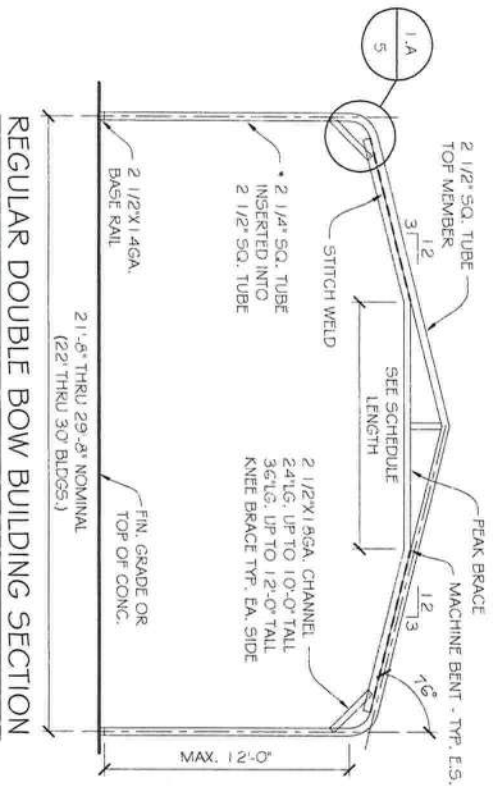 1.A
5
2 1/2" SQ. TUBE
TOP MEMBER
12
3
STITCH WELD
SEE SCHEDULE
LENGTH
PEAK BRACE
MACHINE BENT - TYP. E.S.
12
3
76°
• 2 1/4" SQ. TUBE
INSERTED INTO
2 1/2" SQ. TUBE
2 1/2"X14GA.
BASE RAIL
2 1/2"X18GA. CHANNEL
24"LG. UP TO 10'-0" TALL
36"LG. UP TO 12'-0" TALL
KNEE BRACE TYP. EA. SIDE
MAX. 12'-0"
FIN. GRADE OR
TOP OF CONC.
21'-8" THRU 29'-8" NOMINAL
(22' THRU 30' BLDGS.)
REGULAR DOUBLE BOW BUILDING SECTION